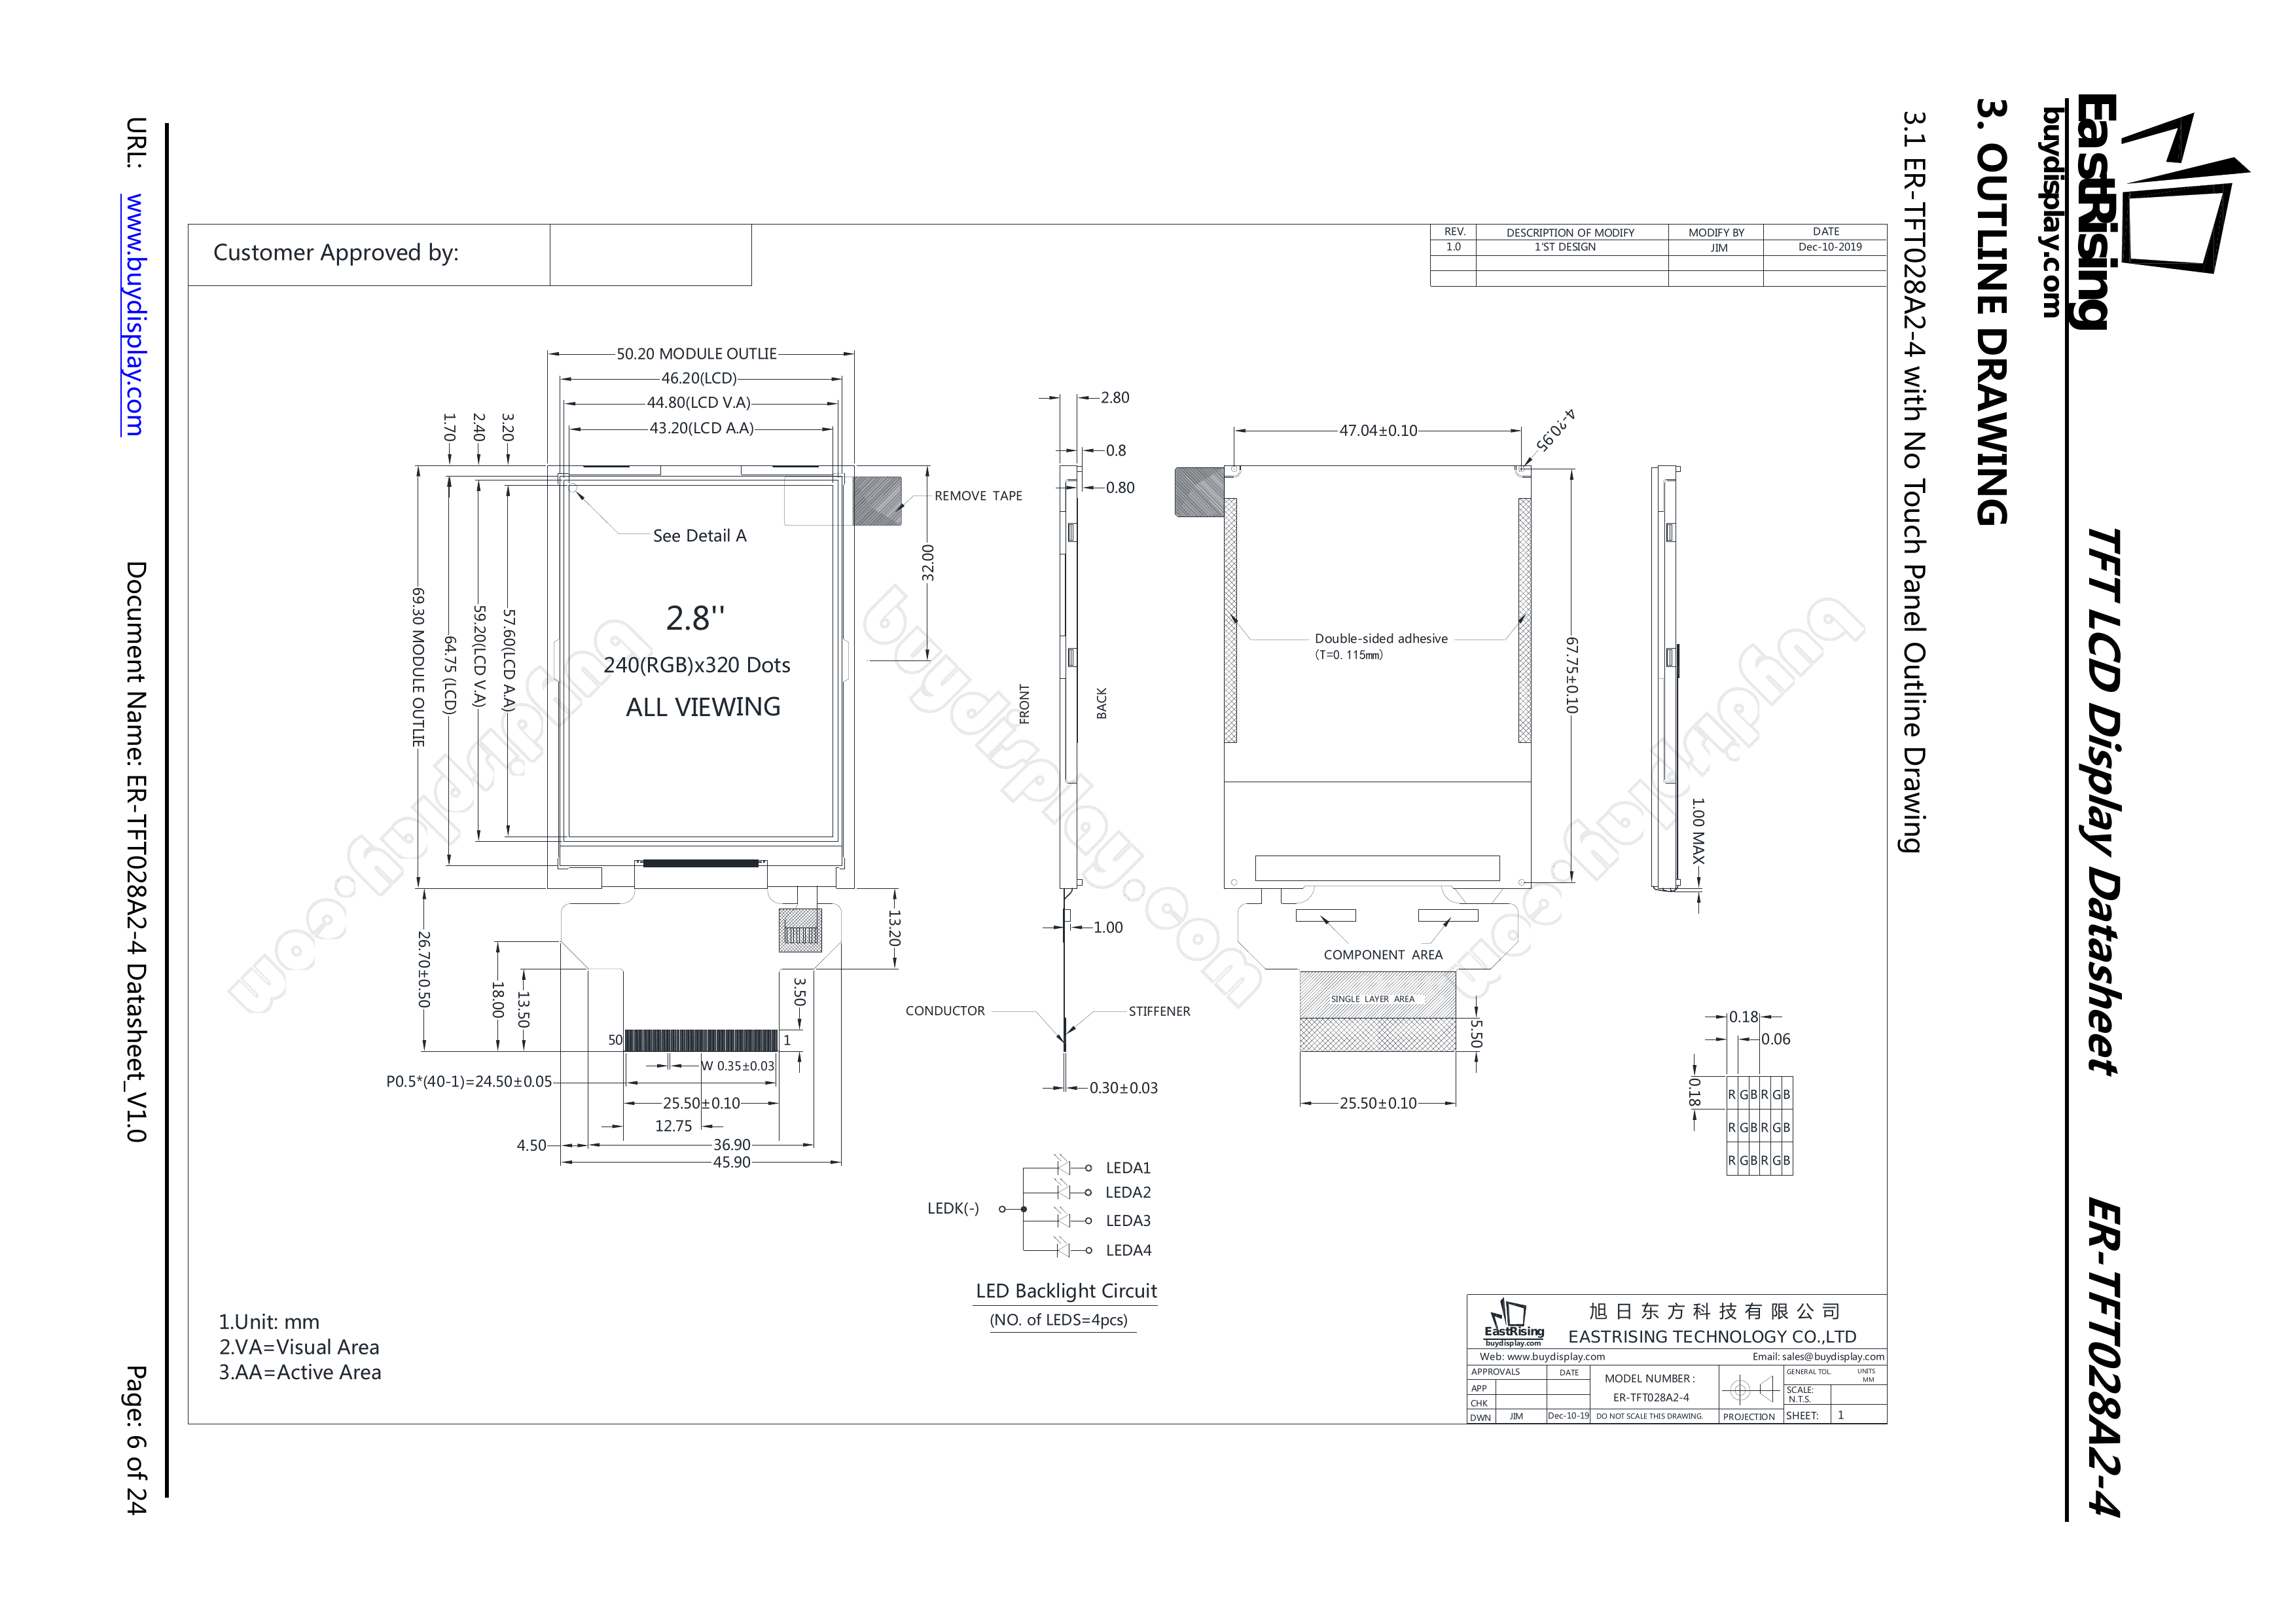 EastRising
buydisplay.com
TFT LCD Display Datasheet
ER-TFT028A2-4
3. OUTLINE DRAWING
3.1 ER-TFT028A2-4 with No Touch Panel Outline Drawing
Customer Approved by:
REV. DESCRIPTION OF MODIFY MODIFY BY DATE
1.0 1'ST DESIGN JIM Dec-10-2019
50.20 MODULE OUTLIE
46.20(LCD)
44.80(LCD V.A)
43.20(LCD A.A)
1.70
2.40
3.20
REMOVE TAPE
See Detail A
32.00
2.8''
240(RGB)x320 Dots
ALL VIEWING
69.30 MODULE OUTLIE
64.75 (LCD)
59.20(LCD V.A)
57.60(LCD A.A)
13.20
26.70±0.50
18.00
13.50
3.50
50
1
W 0.35±0.03
P0.5*(40-1)=24.50±0.05
25.50±0.10
12.75
4.50
36.90
45.90
2.80
0.8
0.80
FRONT
BACK
1.00
CONDUCTOR
STIFFENER
0.30±0.03
47.04±0.10
4-?0.95
Double-sided adhesive
(T=0.115mm)
67.75±0.10
COMPONENT AREA
SINGLE LAYER AREA
5.50
25.50±0.10
1.00 MAX
0.18
0.06
0.18
R G B R G B
R G B R G B
R G B R G B
LEDK(-)
LEDA1
LEDA2
LEDA3
LEDA4
LED Backlight Circuit
(NO. of LEDS=4pcs)
buydisplay.com
buydisplay.com
buydisplay.com
1.Unit: mm
2.VA=Visual Area
3.AA=Active Area
EastRising
buydisplay.com
旭日东方科技有限公司
EASTRISING TECHNOLOGY CO.,LTD
Web: www.buydisplay.com Email: sales@buydisplay.com
APPROVALS DATE
APP
CHK
DWN JIM Dec-10-19
MODEL NUMBER :
ER-TFT028A2-4
DO NOT SCALE THIS DRAWING.
PROJECTION
GENERAL TOL. UNITS
MM
SCALE:
N.T.S.
SHEET: 1
URL: www.buydisplay.com
Document Name: ER-TFT028A2-4 Datasheet_V1.0
Page: 6 of 24